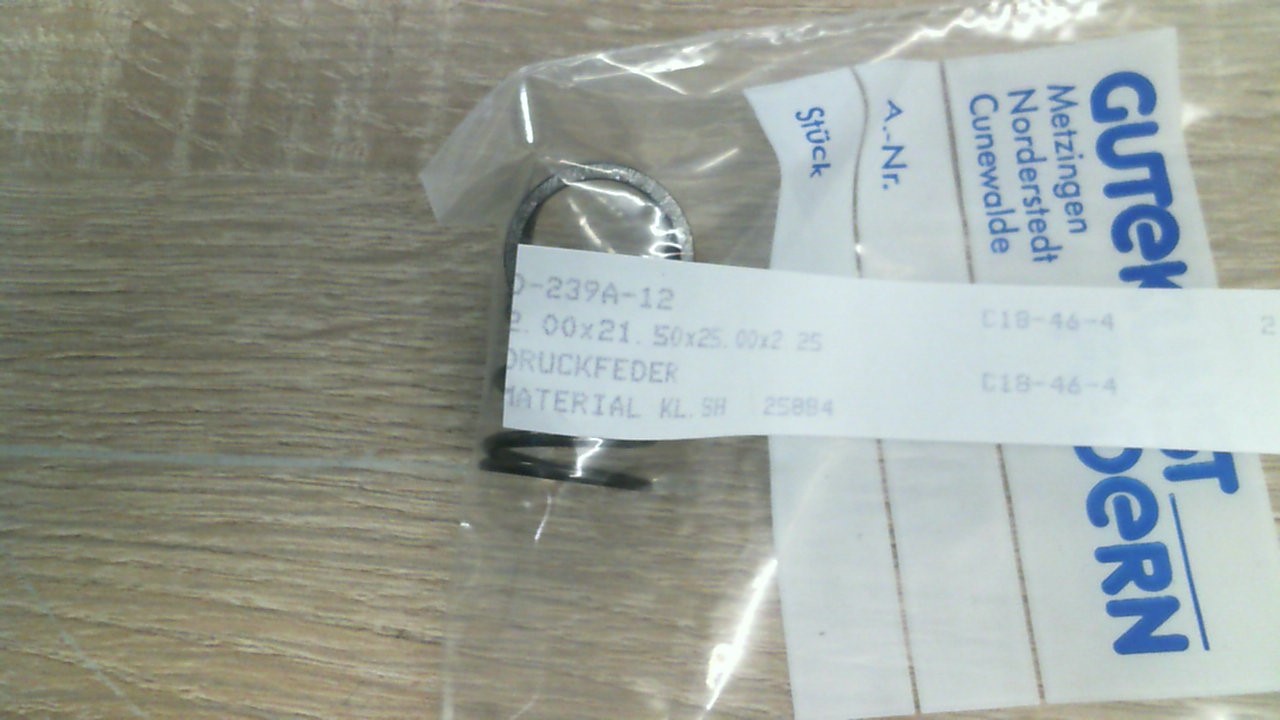 D-239A-12
2.00x21.50x25.00x2.25
DRUCKFEDER
MATERIAL KL.SH 25884
C18-46-4
C18-46-4
2
GUTEK
ST
DERN
Metzingen
Norderstedt
Cunewalde
A.-Nr.
Stück